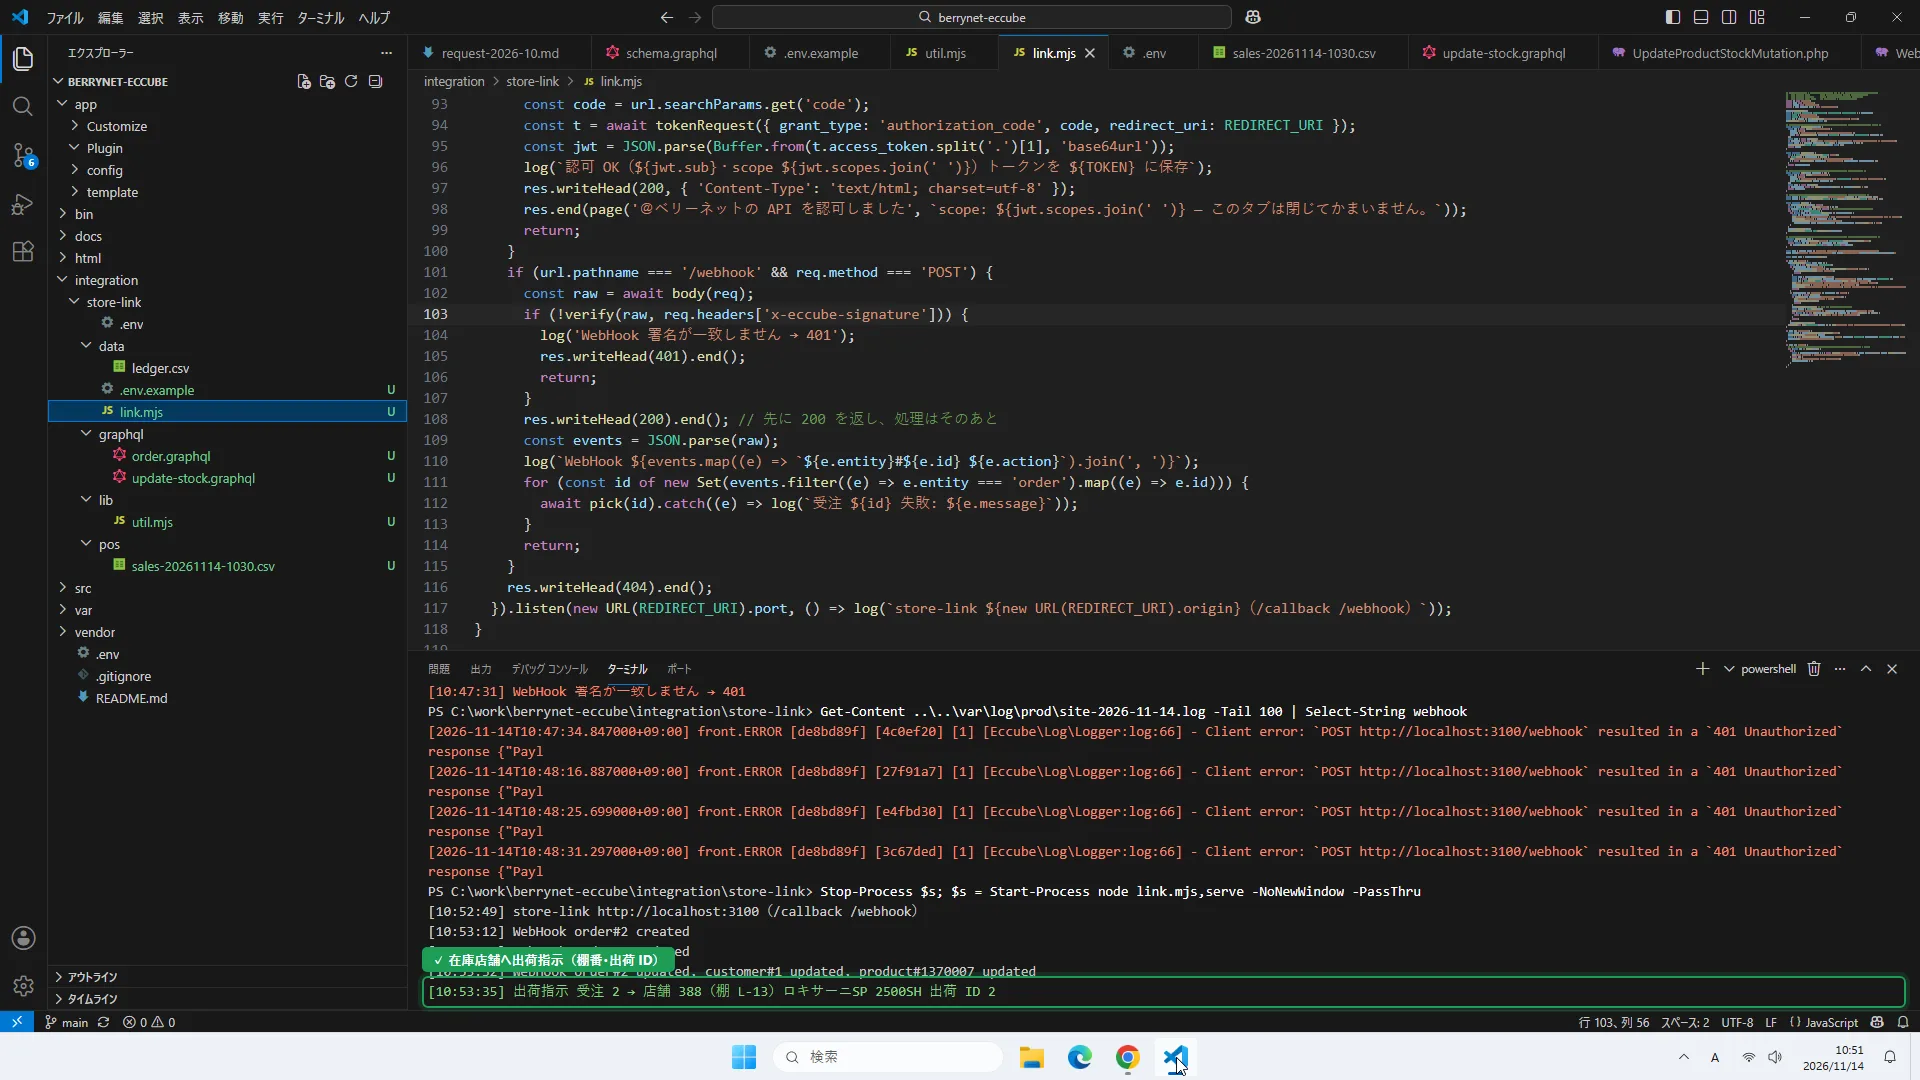 ファイル 編集 選択 表示 移動 実行 ターミナル ヘルプ
berrynet-eccube
エクスプローラー
BERRYNET-ECCUBE
app
Customize
Plugin
config
template
bin
docs
html
integration
store-link
.env
data
ledger.csv
.env.example U
link.mjs U
graphql
order.graphql U
update-stock.graphql U
lib
util.mjs U
pos
sales-20261114-1030.csv U
src
var
vendor
.env
.gitignore
README.md
アウトライン
タイムライン
6
request-2026-10.md schema.graphql .env.example JS util.mjs JS link.mjs .env sales-20261114-1030.csv update-stock.graphql UpdateProductStockMutation.php Web
integration > store-link > JS link.mjs
93 const code = url.searchParams.get('code');
94 const t = await tokenRequest({ grant_type: 'authorization_code', code, redirect_uri: REDIRECT_URI });
95 const jwt = JSON.parse(Buffer.from(t.access_token.split('.')[1], 'base64url'));
96 log(`認可 OK（${jwt.sub}・scope ${jwt.scopes.join(' ')}）トークンを ${TOKEN} に保存`);
97 res.writeHead(200, { 'Content-Type': 'text/html; charset=utf-8' });
98 res.end(page('＠ベリーネットの API を認可しました', `scope: ${jwt.scopes.join(' ')} — このタブは閉じてかまいません。`));
99 return;
100 }
101 if (url.pathname === '/webhook' && req.method === 'POST') {
102 const raw = await body(req);
103 if (!verify(raw, req.headers['x-eccube-signature'])) {
104 log('WebHook 署名が一致しません → 401');
105 res.writeHead(401).end();
106 return;
107 }
108 res.writeHead(200).end(); // 先に 200 を返し、処理はそのあと
109 const events = JSON.parse(raw);
110 log(`WebHook ${events.map((e) => `${e.entity}#${e.id} ${e.action}`).join(', ')}`);
111 for (const id of new Set(events.filter((e) => e.entity === 'order').map((e) => e.id))) {
112 await pick(id).catch((e) => log(`受注 ${id} 失敗: ${e.message}`));
113 }
114 return;
115 }
116 res.writeHead(404).end();
117 }).listen(new URL(REDIRECT_URI).port, () => log(`store-link ${new URL(REDIRECT_URI).origin}（/callback /webhook）`));
118 }
119
問題 出力 デバッグ コンソール ターミナル ポート
powershell
[10:47:31] WebHook 署名が一致しません → 401
PS C:\work\berrynet-eccube\integration\store-link> Get-Content ..\..\var\log\prod\site-2026-11-14.log -Tail 100 | Select-String webhook
[2026-11-14T10:47:34.847000+09:00] front.ERROR [de8bd89f] [4c0ef20] [1] [Eccube\Log\Logger:log:66] - Client error: `POST http://localhost:3100/webhook` resulted in a `401 Unauthorized`
response {"Payl
[2026-11-14T10:48:16.887000+09:00] front.ERROR [de8bd89f] [27f91a7] [1] [Eccube\Log\Logger:log:66] - Client error: `POST http://localhost:3100/webhook` resulted in a `401 Unauthorized`
response {"Payl
[2026-11-14T10:48:25.699000+09:00] front.ERROR [de8bd89f] [e4fbd30] [1] [Eccube\Log\Logger:log:66] - Client error: `POST http://localhost:3100/webhook` resulted in a `401 Unauthorized`
response {"Payl
[2026-11-14T10:48:31.297000+09:00] front.ERROR [de8bd89f] [3c67ded] [1] [Eccube\Log\Logger:log:66] - Client error: `POST http://localhost:3100/webhook` resulted in a `401 Unauthorized`
response {"Payl
PS C:\work\berrynet-eccube\integration\store-link> Stop-Process $s; $s = Start-Process node link.mjs,serve -NoNewWindow -PassThru
[10:52:49] store-link http://localhost:3100（/callback /webhook）
[10:53:12] WebHook order#2 created
✓ 在庫店舗へ出荷指示（棚番・出荷 ID）
updated, customer#1 updated, product#1370007 updated
[10:53:35] 出荷指示 受注 2 → 店舗 388（棚 L-13）ロキサーニSP 2500SH 出荷 ID 2
main 0 0 行 103、列 56 スペース: 2 UTF-8 LF {} JavaScript
検索
A
10:51
2026/11/14